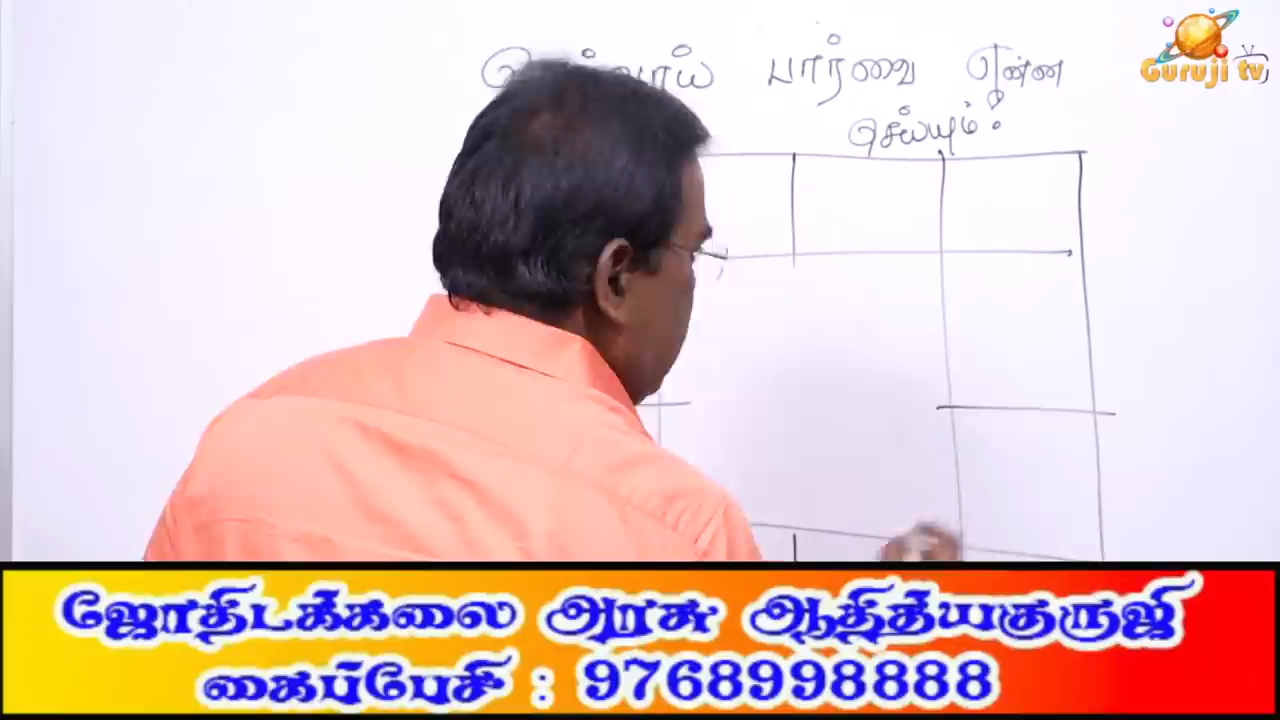 பார்வை என்ன
செய்யும்?
Guruji tv
ஜோதிடக்கலை அரசு ஆதித்யகுருஜி
கைப்பேசி : 9768998888